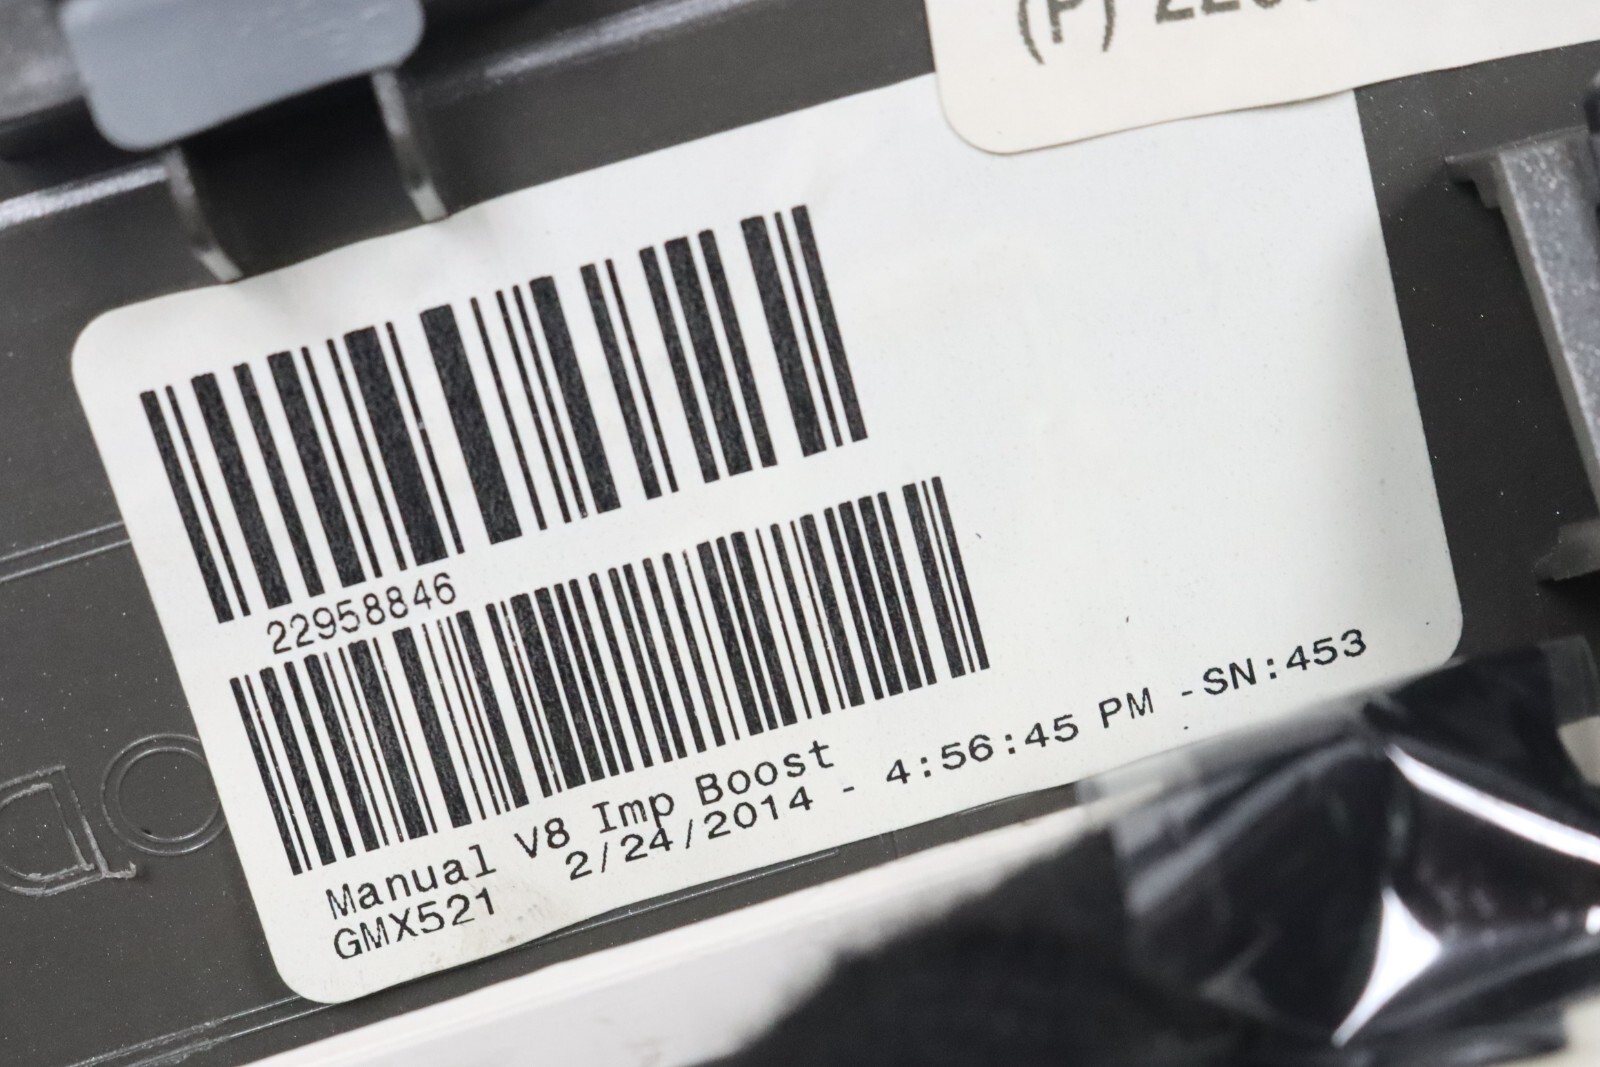 (P)
22958846
Manual V8 Imp Boost
GMX521 2/24/2014 - 4:56:45 PM -SN:453